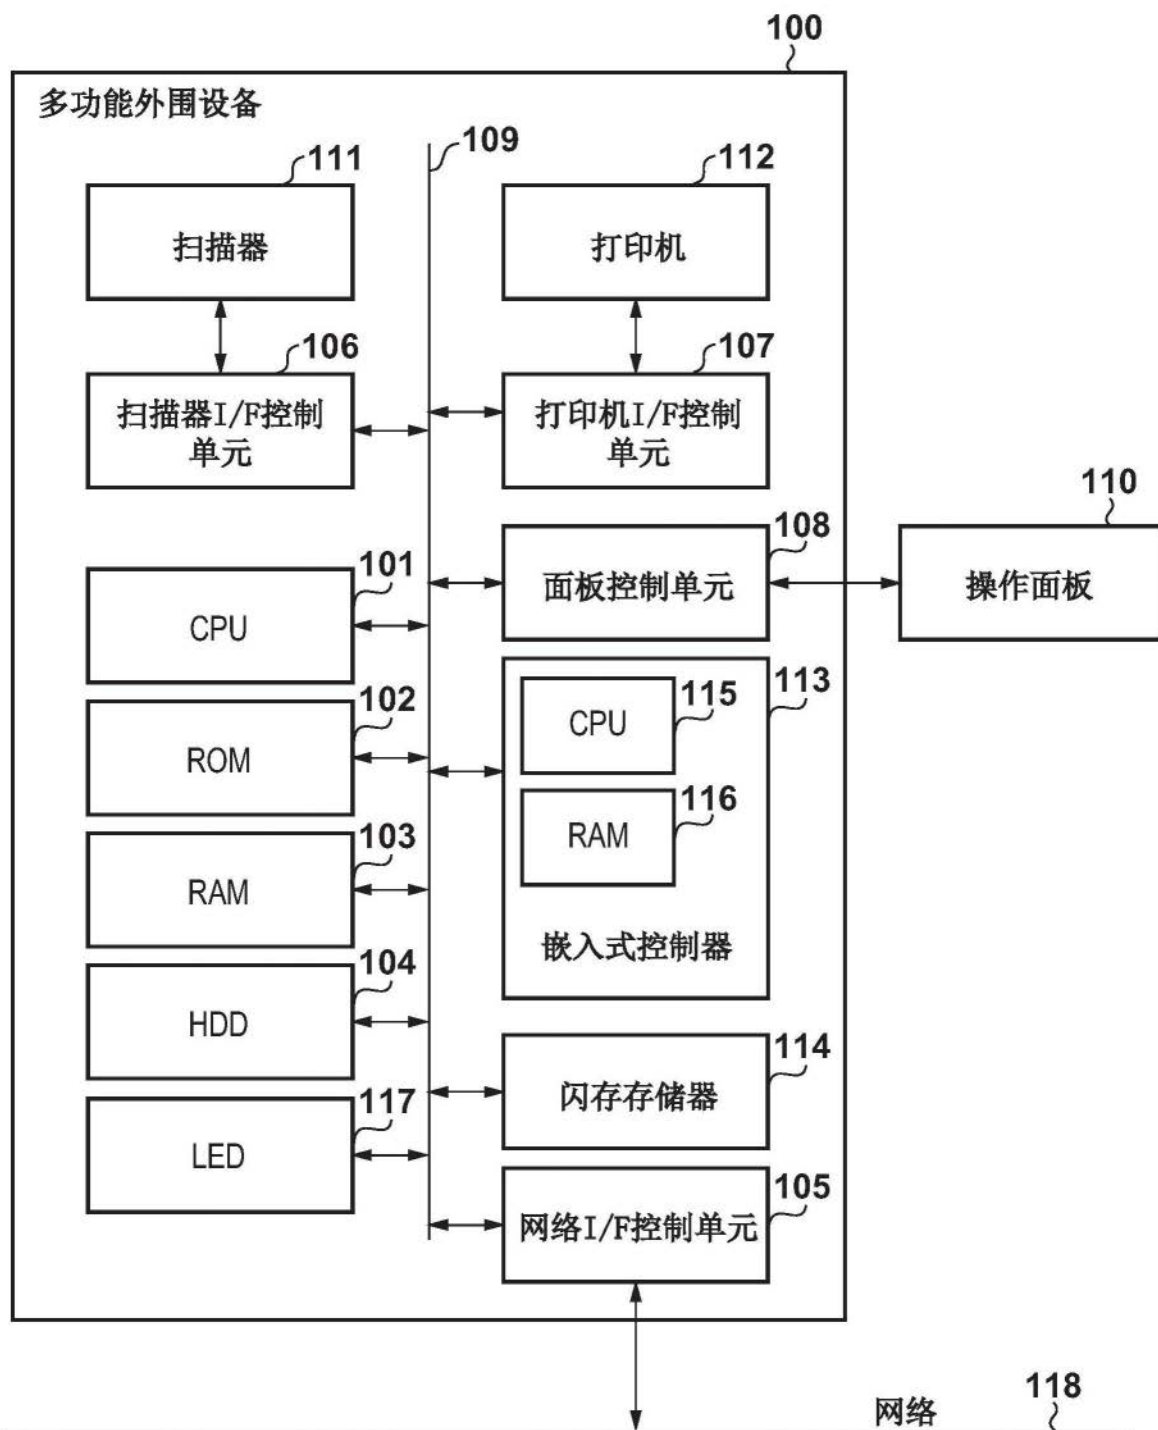 100
多功能外围设备
109
111
112
扫描器
打印机
106
107
扫描器I/F控制
单元
打印机I/F控制
单元
110
108
面板控制单元
操作面板
101
CPU
113
115
CPU
102
ROM
116
RAM
103
RAM
嵌入式控制器
104
HDD
114
闪存存储器
117
LED
105
网络I/F控制单元
118
网络